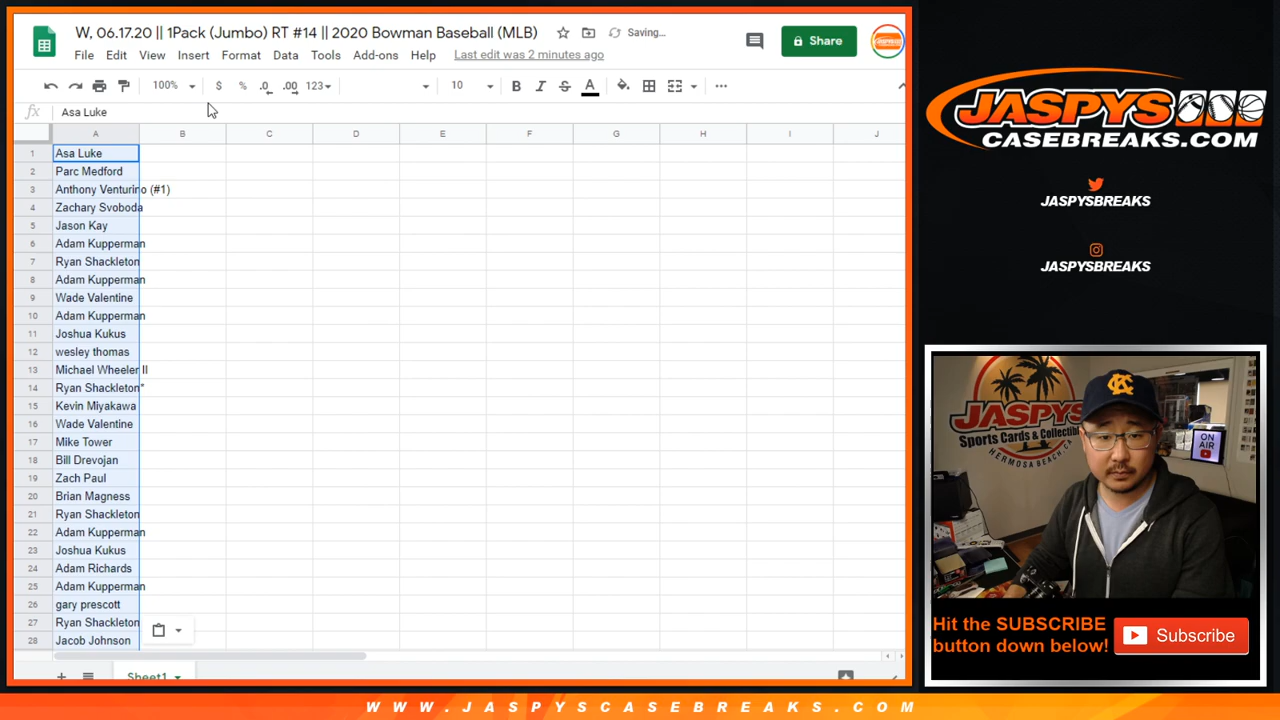 W, 06.17.20 || 1Pack (Jumbo) RT #14 || 2020 Bowman Baseball (MLB)
Saving...
File Edit View Insert Format Data Tools Add-ons Help Last edit was 2 minutes ago
Share
100% $ % .0 .00 123 10 B I S A
fx Asa Luke
A B C D E F G H I J
1 Asa Luke
2 Parc Medford
3 Anthony Venturino (#1)
4 Zachary Svoboda
5 Jason Kay
6 Adam Kupperman
7 Ryan Shackleton
8 Adam Kupperman
9 Wade Valentine
10 Adam Kupperman
11 Joshua Kukus
12 wesley thomas
13 Michael Wheeler II
14 Ryan Shackleton*
15 Kevin Miyakawa
16 Wade Valentine
17 Mike Tower
18 Bill Drevojan
19 Zach Paul
20 Brian Magness
21 Ryan Shackleton
22 Adam Kupperman
23 Joshua Kukus
24 Adam Richards
25 Adam Kupperman
26 gary prescott
27 Ryan Shackleton
28 Jacob Johnson
Sheet1
JASPYS
CASEBREAKS.COM
JASPYSBREAKS
JASPYSBREAKS
JASPYS
Sports Cards & Collectibl
HERMOSA BEACH, CA
KC
ON
AIR
Hit the SUBSCRIBE
button down below!
Subscribe
WWW.JASPYSCASEBREAKS.COM